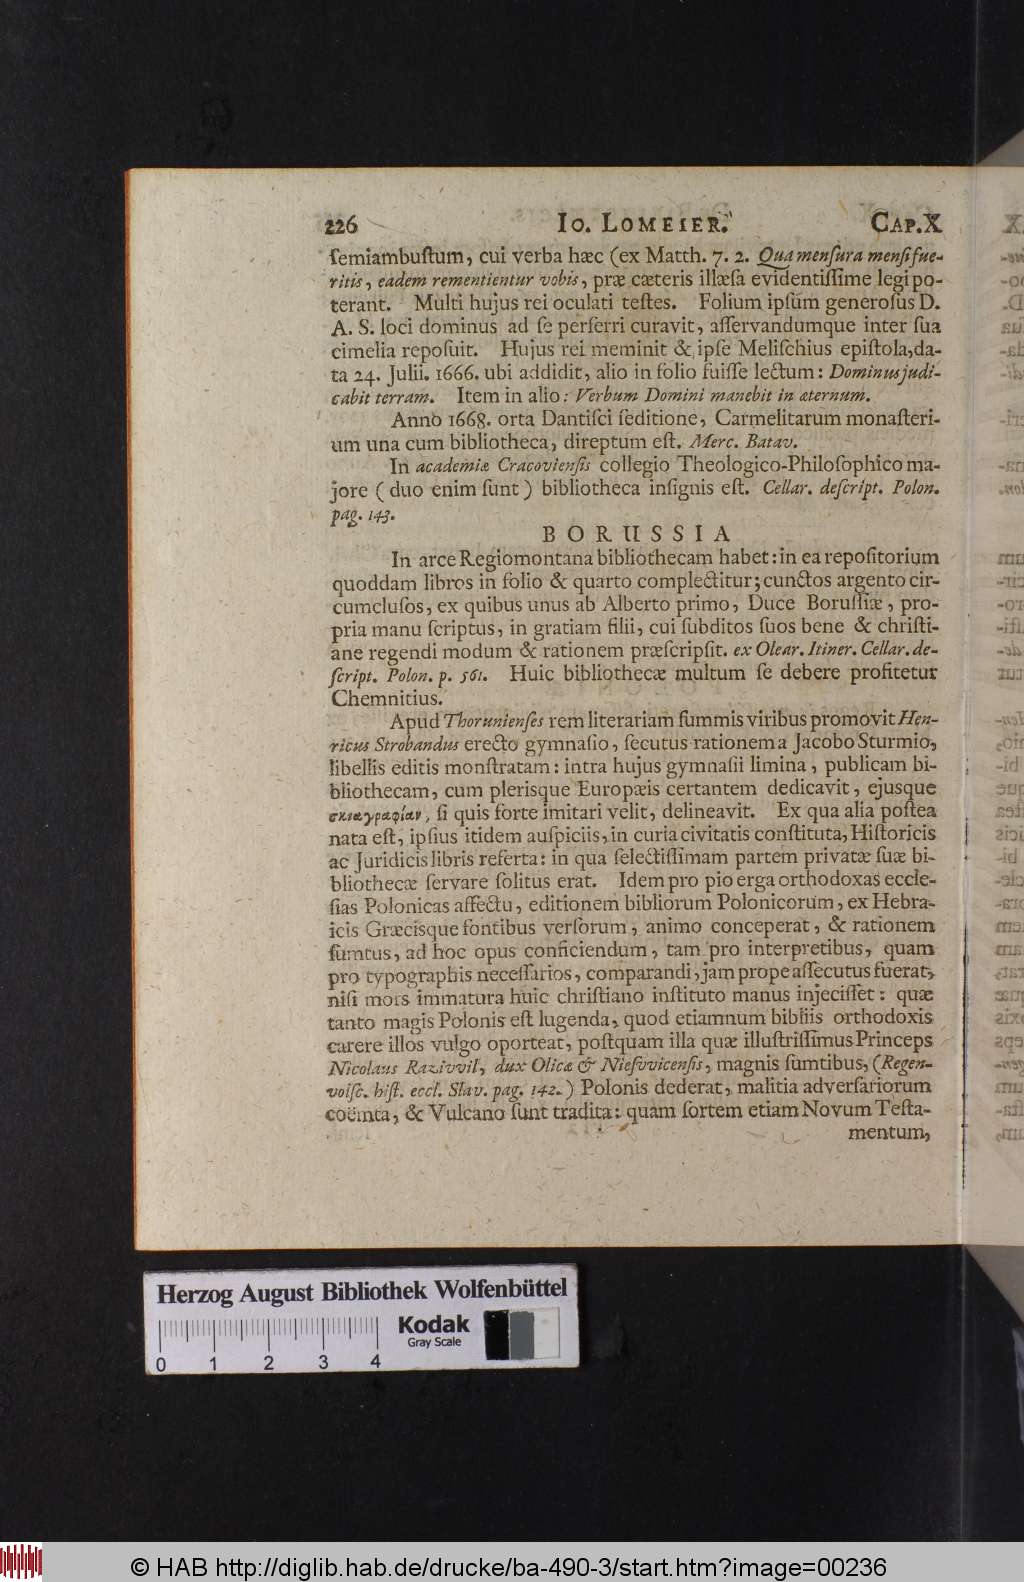 226 IO. LOMEIER. CAP.X
ſemiambuſtum, cui verba hæc (ex Matth. 7. 2. Qua menſura menſi fue-
ritis, eadem rementientur vobis, præ cæteris illæſa evidentiſſime legi po-
terant. Multi hujus rei oculati teſtes. Folium ipſum generoſus D.
A. S. loci dominus ad ſe perferri curavit, aſſervandumque inter ſua
cimelia repoſuit. Hujus rei meminit & ipſe Meliſchius epiſtola, da-
ta 24. Julii. 1666. ubi addidit, alio in folio fuiſſe lectum: Dominus judi-
cabit terram. Item in alio: Verbum Domini manebit in æternum.
Anno 1668. orta Dantiſci ſeditione, Carmelitarum monaſteri-
um una cum bibliotheca, direptum eſt. Merc. Batav.
In academiæ Cracovienſis collegio Theologico-Philoſophico ma-
jore (duo enim ſunt) bibliotheca inſignis eſt. Cellar. deſcript. Polon.
pag. 143.
BORUSSIA
In arce Regiomontana bibliothecam habet: in ea repoſitorium
quoddam libros in folio & quarto complectitur; cunctos argento cir-
cumcluſos, ex quibus unus ab Alberto primo, Duce Boruſſiæ, pro-
pria manu ſcriptus, in gratiam filii, cui ſubditos ſuos bene & chriſti-
ane regendi modum & rationem præſcripſit. ex Olear. Itiner. Cellar. de-
ſcript. Polon. p. 561. Huic bibliothecæ multum ſe debere profitetur
Chemnitius.
Apud Thorunienſes rem literariam ſummis viribus promovit Hen-
ricus Strobandus erecto gymnaſio, ſecutus rationem a Jacobo Sturmio,
libellis editis monſtratam: intra hujus gymnaſii limina, publicam bi-
bliothecam, cum plerisque Europæis certantem dedicavit, ejusque
σκιαγραφίαν, ſi quis forte imitari velit, delineavit. Ex qua alia poſtea
nata eſt, ipſius itidem auſpiciis, in curia civitatis conſtituta, Hiſtoricis
ac Juridicis libris referta: in qua ſelectiſſimam partem privatæ ſuæ bi-
bliothecæ ſervare ſolitus erat. Idem pro pio erga orthodoxas eccle-
ſias Polonicas affectu, editionem bibliorum Polonicorum, ex Hebra-
icis Græcisque fontibus verſorum, animo conceperat, & rationem
ſumtus, ad hoc opus conficiendum, tam pro interpretibus, quam
pro typographis neceſſarios, comparandi, jam prope aſſecutus fuerat,
niſi mors immatura huic chriſtiano inſtituto manus injeciſſet: quæ
tanto magis Polonis eſt lugenda, quod etiamnum bibliis orthodoxis
carere illos vulgo oporteat, poſtquam illa quæ illuſtriſſimus Princeps
Nicolaus Razivvil, dux Olicæ & Nieſvvicenſis, magnis ſumtibus, (Regen-
volſc. hiſt. eccl. Slav. pag. 142.) Polonis dederat, malitia adverſariorum
coëmta, & Vulcano ſunt tradita: quam ſortem etiam Novum Teſta-
mentum,
Herzog August Bibliothek Wolfenbüttel
Kodak
Gray Scale
0 1 2 3 4
© HAB http://diglib.hab.de/drucke/ba-490-3/start.htm?image=00236